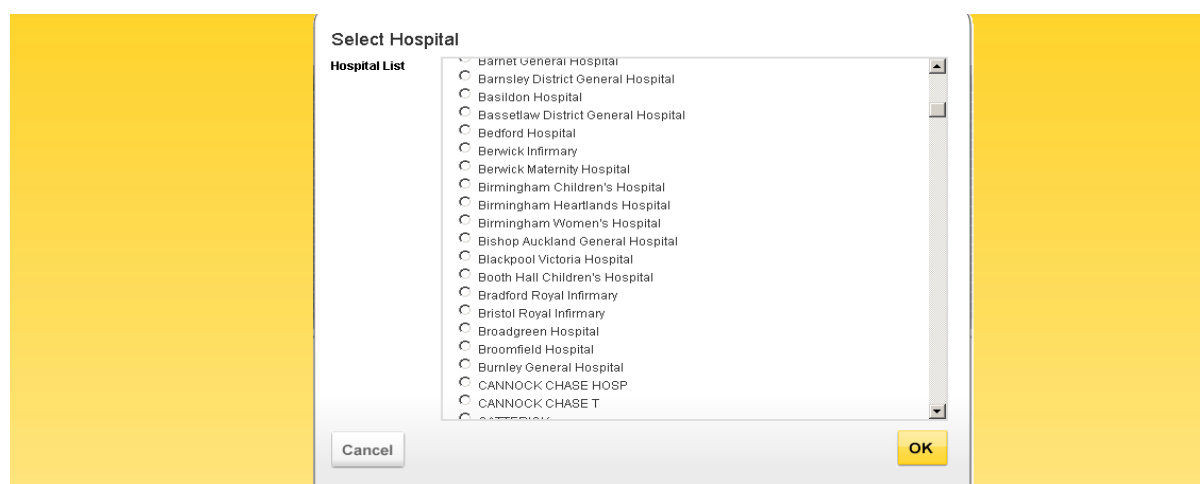 Select Hospital
Hospital List
Barnet General Hospital
Barnsley District General Hospital
Basildon Hospital
Bassetlaw District General Hospital
Bedford Hospital
Berwick Infirmary
Berwick Maternity Hospital
Birmingham Children's Hospital
Birmingham Heartlands Hospital
Birmingham Women's Hospital
Bishop Auckland General Hospital
Blackpool Victoria Hospital
Booth Hall Children's Hospital
Bradford Royal Infirmary
Bristol Royal Infirmary
Broadgreen Hospital
Broomfield Hospital
Burnley General Hospital
CANNOCK CHASE HOSP
CANNOCK CHASE T
Cancel
OK